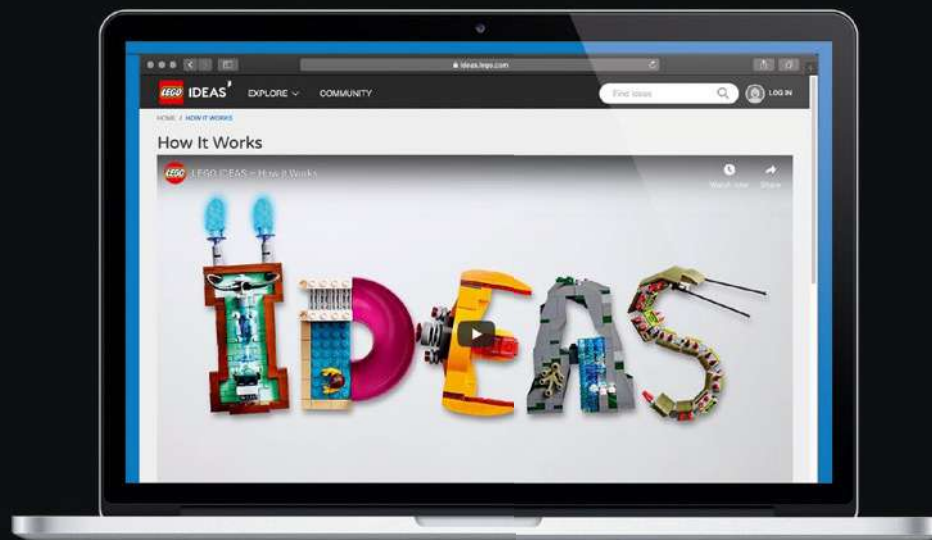 ideas.lego.com
LEGO IDEAS EXPLORE COMMUNITY Find Ideas LOG IN
HOME / HOW IT WORKS
How It Works
LEGO LEGO IDEAS – How it Works
Watch later Share
IDEAS